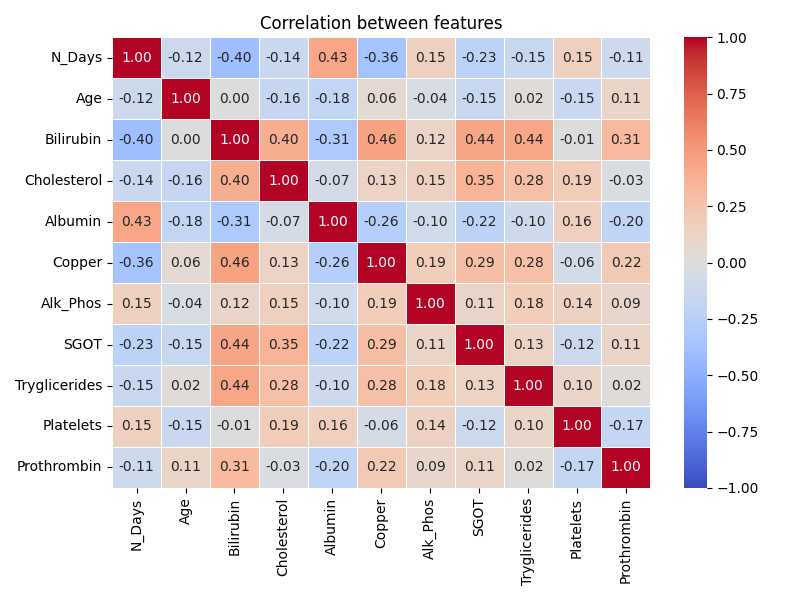 Correlation between features
N_Days 1.00 -0.12 -0.40 -0.14 0.43 -0.36 0.15 -0.23 -0.15 0.15 -0.11
Age -0.12 1.00 0.00 -0.16 -0.18 0.06 -0.04 -0.15 0.02 -0.15 0.11
Bilirubin -0.40 0.00 1.00 0.40 -0.31 0.46 0.12 0.44 0.44 -0.01 0.31
Cholesterol -0.14 -0.16 0.40 1.00 -0.07 0.13 0.15 0.35 0.28 0.19 -0.03
Albumin 0.43 -0.18 -0.31 -0.07 1.00 -0.26 -0.10 -0.22 -0.10 0.16 -0.20
Copper -0.36 0.06 0.46 0.13 -0.26 1.00 0.19 0.29 0.28 -0.06 0.22
Alk_Phos 0.15 -0.04 0.12 0.15 -0.10 0.19 1.00 0.11 0.18 0.14 0.09
SGOT -0.23 -0.15 0.44 0.35 -0.22 0.29 0.11 1.00 0.13 -0.12 0.11
Tryglicerides -0.15 0.02 0.44 0.28 -0.10 0.28 0.18 0.13 1.00 0.10 0.02
Platelets 0.15 -0.15 -0.01 0.19 0.16 -0.06 0.14 -0.12 0.10 1.00 -0.17
Prothrombin -0.11 0.11 0.31 -0.03 -0.20 0.22 0.09 0.11 0.02 -0.17 1.00
N_Days Age Bilirubin Cholesterol Albumin Copper Alk_Phos SGOT Tryglicerides Platelets Prothrombin
1.00
0.75
0.50
0.25
0.00
−0.25
−0.50
−0.75
−1.00